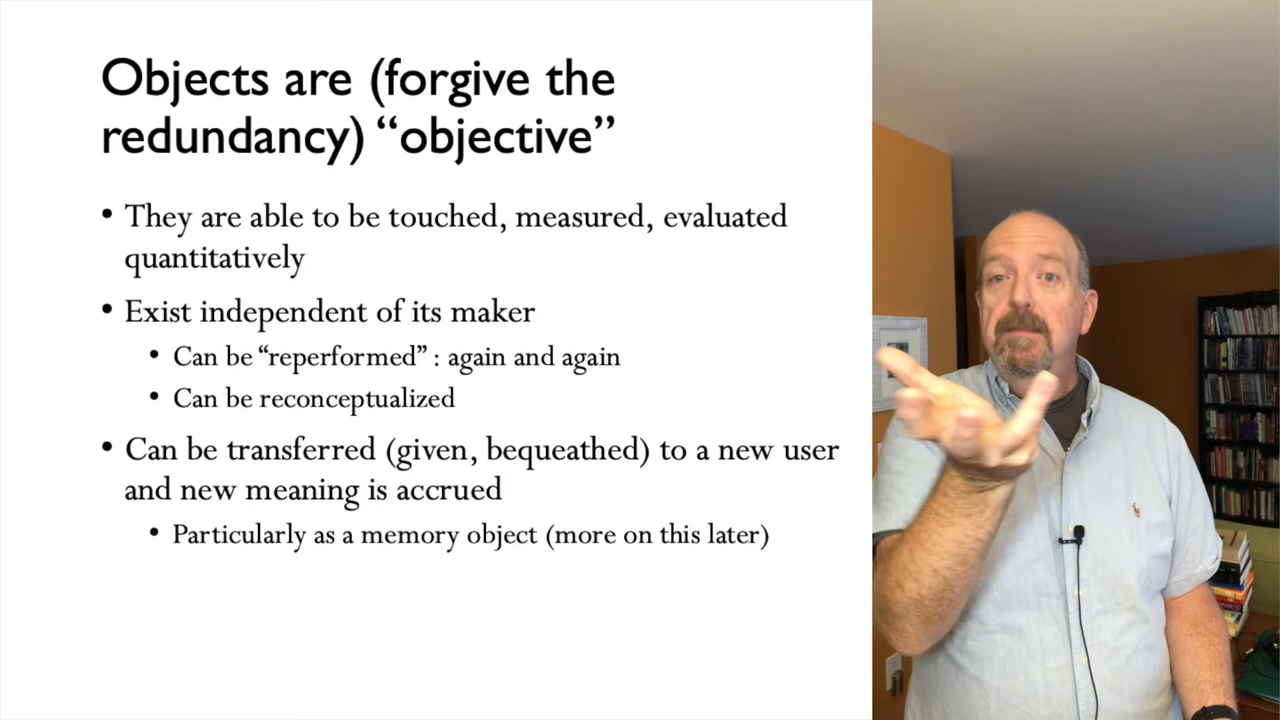 Objects are (forgive the
redundancy) “objective”
• They are able to be touched, measured, evaluated
quantitatively
• Exist independent of its maker
• Can be “reperformed” : again and again
• Can be reconceptualized
• Can be transferred (given, bequeathed) to a new user
and new meaning is accrued
• Particularly as a memory object (more on this later)